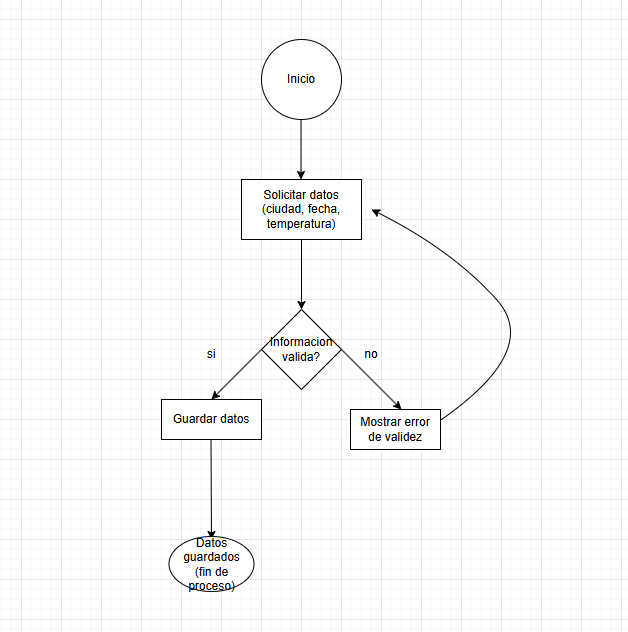 Inicio
Solicitar datos
(ciudad, fecha,
temperatura)
Informacion
valida?
si
no
Guardar datos
Mostrar error
de validez
Datos
guardados
(fin de
proceso)